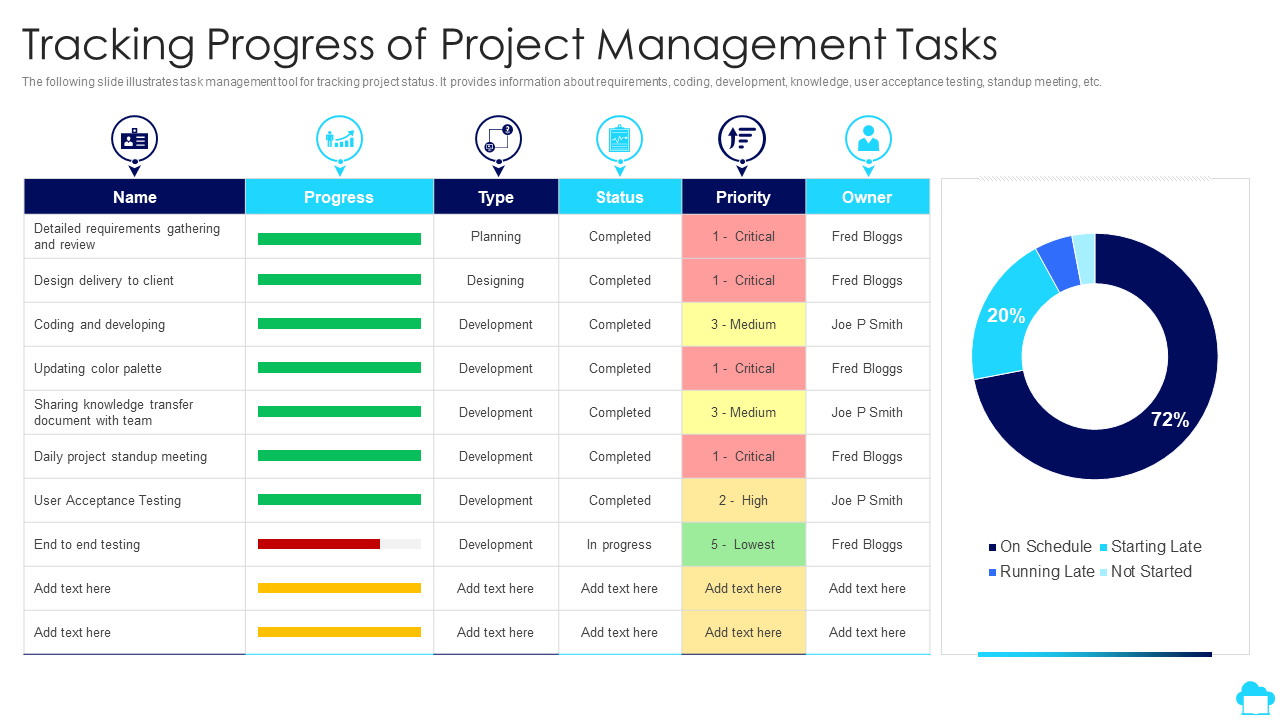 Tracking Progress of Project Management Tasks
The following slide illustrates task management tool for tracking project status. It provides information about requirements, coding, development, knowledge, user acceptance testing, standup meeting, etc.
Name Progress Type Status Priority Owner
Detailed requirements gathering
and review
Planning Completed 1 - Critical Fred Bloggs
Design delivery to client Designing Completed 1 - Critical Fred Bloggs
Coding and developing Development Completed 3 - Medium Joe P Smith
Updating color palette Development Completed 1 - Critical Fred Bloggs
Sharing knowledge transfer
document with team
Development Completed 3 - Medium Joe P Smith
Daily project standup meeting Development Completed 1 - Critical Fred Bloggs
User Acceptance Testing Development Completed 2 - High Joe P Smith
End to end testing Development In progress 5 - Lowest Fred Bloggs
Add text here Add text here Add text here Add text here Add text here
Add text here Add text here Add text here Add text here Add text here
20%
72%
On Schedule Starting Late
Running Late Not Started